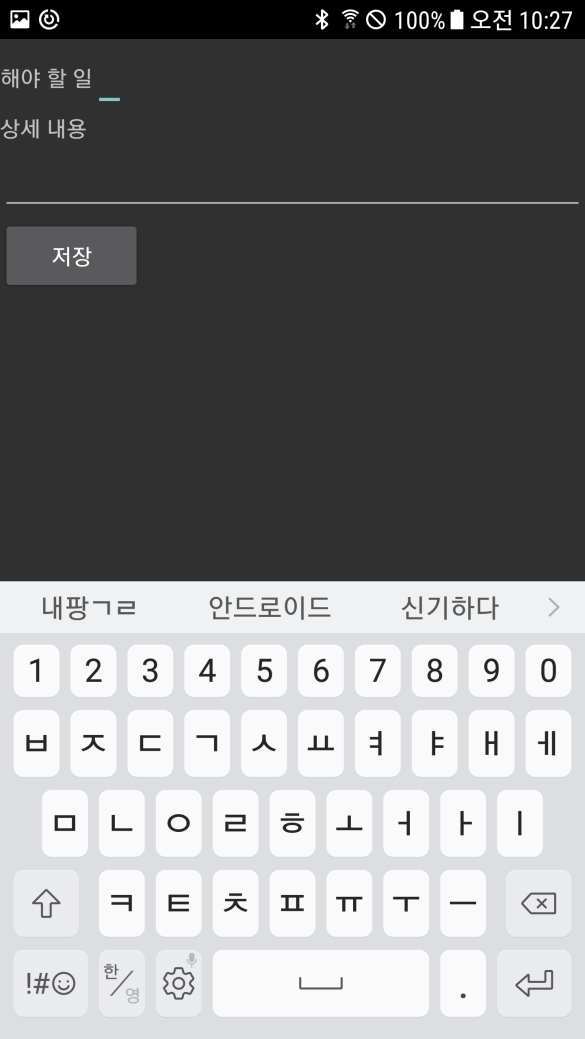 100% 오전 10:27
해야 할 일
상세 내용
저장
내팡ㄱㄹ 안드로이드 신기하다
1 2 3 4 5 6 7 8 9 0
ㅂ ㅈ ㄷ ㄱ ㅅ ㅛ ㅕ ㅑ ㅐ ㅔ
ㅁ ㄴ ㅇ ㄹ ㅎ ㅗ ㅓ ㅏ ㅣ
ㅋ ㅌ ㅊ ㅍ ㅠ ㅜ ㅡ
!#☺ 한/영 .